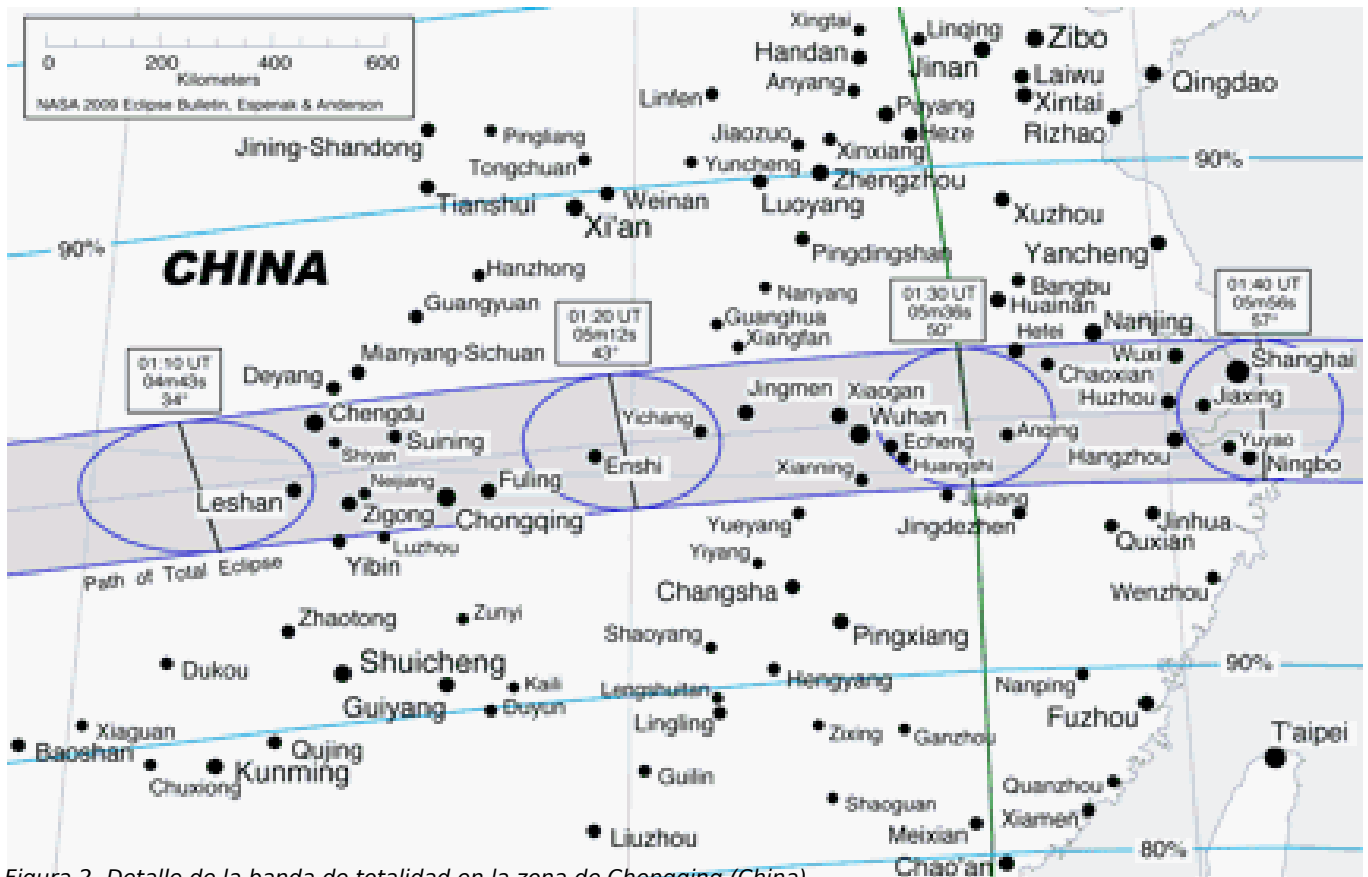 0 200 400 600
Kilometers
NASA 2009 Eclipse Bulletin, Espenak & Anderson
Xingtai
Linqing
Zibo
Handan
Jinan
Laiwu
Qingdao
Anyang
Linfen
Xintai
Puyang
Rizhao
Jining-Shandong
Pingliang
Jiaozuo
Heze
Xinxiang
Tongchuan
Yuncheng
90%
Zhengzhou
Tianshui
Weinan
Luoyang
Xuzhou
Xi'an
90%
Pingdingshan
Yancheng
CHINA
Hanzhong
Guangyuan
Nanyang
Bangbu
Huainan
01:20 UT
05m12s
43°
01:30 UT
05m36s
50°
01:40 UT
05m56s
57°
Guanghua
Xiangfan
Hefei
Nanjing
Mianyang-Sichuan
01:10 UT
04m43s
34°
Deyang
Wuxi
Shanghai
Chaoxian
Jingmen
Xiaogan
Huzhou
Jiaxing
Chengdu
Yichang
Wuhan
Suining
Anqing
Shiyan
Echeng
Hangzhou
Yuyao
Enshi
Huangshi
Ningbo
Xianning
Neijiang
Fuling
Leshan
Zigong
Chongqing
Jiujiang
Yueyang
Jingdezhen
Jinhua
Quxian
Luzhou
Yibin
Yiyang
Path of Total Eclipse
Changsha
Wenzhou
Zhaotong
Zunyi
Shaoyang
Pingxiang
Dukou
Shuicheng
90%
Hengyang
Kaili
Lengshuitan
Nanping
Guiyang
Duyun
Lingling
Fuzhou
Xiaguan
Zixing
Ganzhou
T'aipei
Baoshan
Qujing
Kunming
Chuxiong
Guilin
Quanzhou
Shaoguan
Xiamen
Liuzhou
Meixian
80%
Chao'an
Figura 2. Detalle de la banda de totalidad en la zona de Chongqing (China)